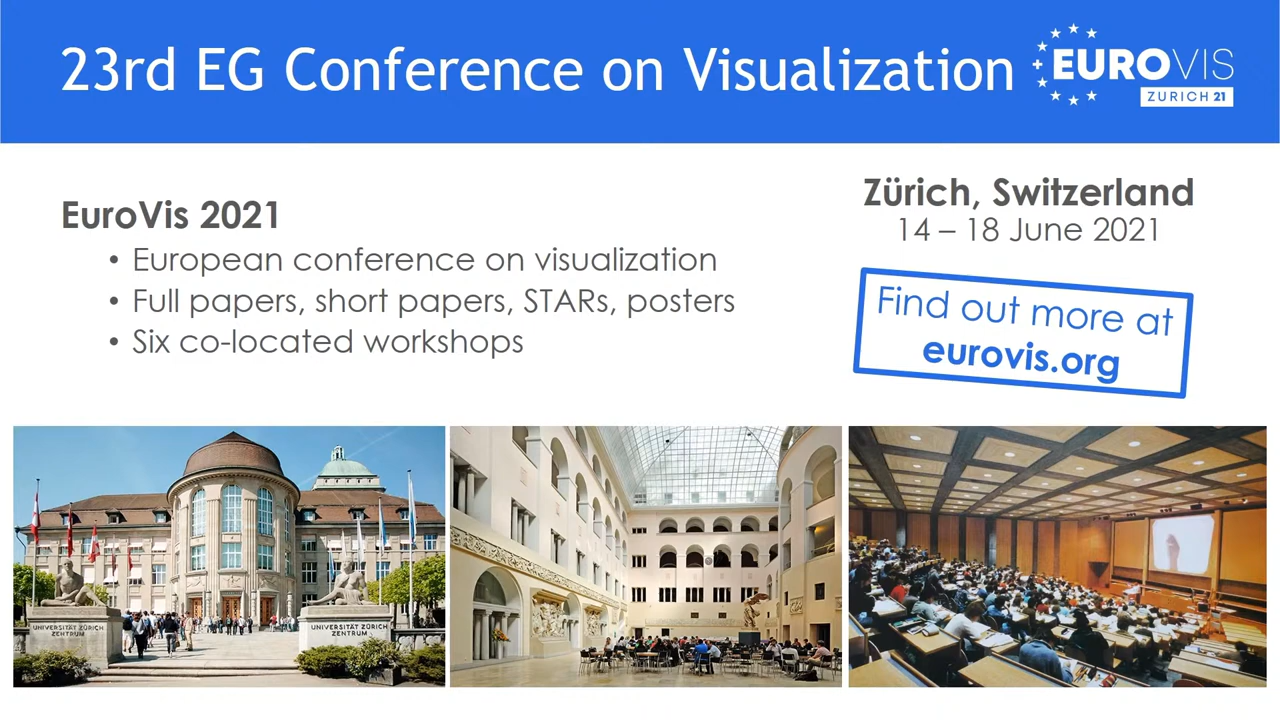 23rd EG Conference on Visualization
EUROVIS
ZURICH 21
EuroVis 2021
• European conference on visualization
• Full papers, short papers, STARs, posters
• Six co-located workshops
Zürich, Switzerland
14 – 18 June 2021
Find out more at
eurovis.org
UNIVERSITÄT ZÜRICH
ZENTRUM
UNIVERSITÄT ZÜRICH
ZENTRUM